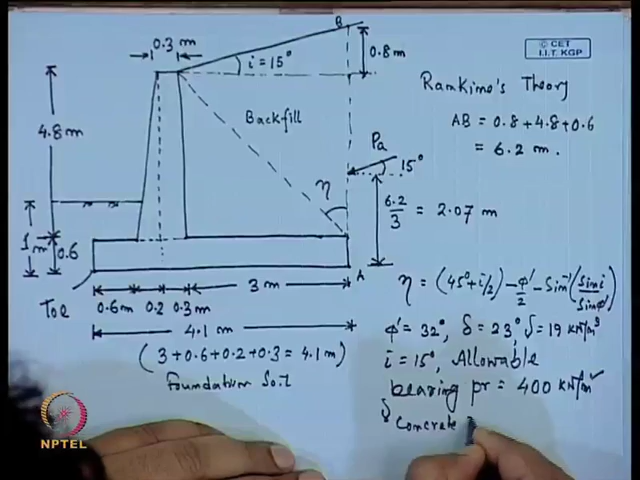 © CET
I.I.T. KGP
0.3 m
B
i = 15°
0.8 m
Rankine's Theory
4.8 m
Backfill
AB = 0.8 + 4.8 + 0.6
= 6.2 m.
Pa
15°
η
6.2/3 = 2.07 m
1 m
0.6
A
η = (45° + i/2) - φ'/2 - Sin⁻¹(Sin i/Sin φ')
Toe
0.6m 0.2 0.3m
3 m
4.1 m
(3 + 0.6 + 0.2 + 0.3 = 4.1 m)
Foundation Soil
φ' = 32°, δ = 23°, γ = 19 kN/m³
i = 15°, Allowable
bearing pr = 400 kN/m²
Concrete
NPTEL